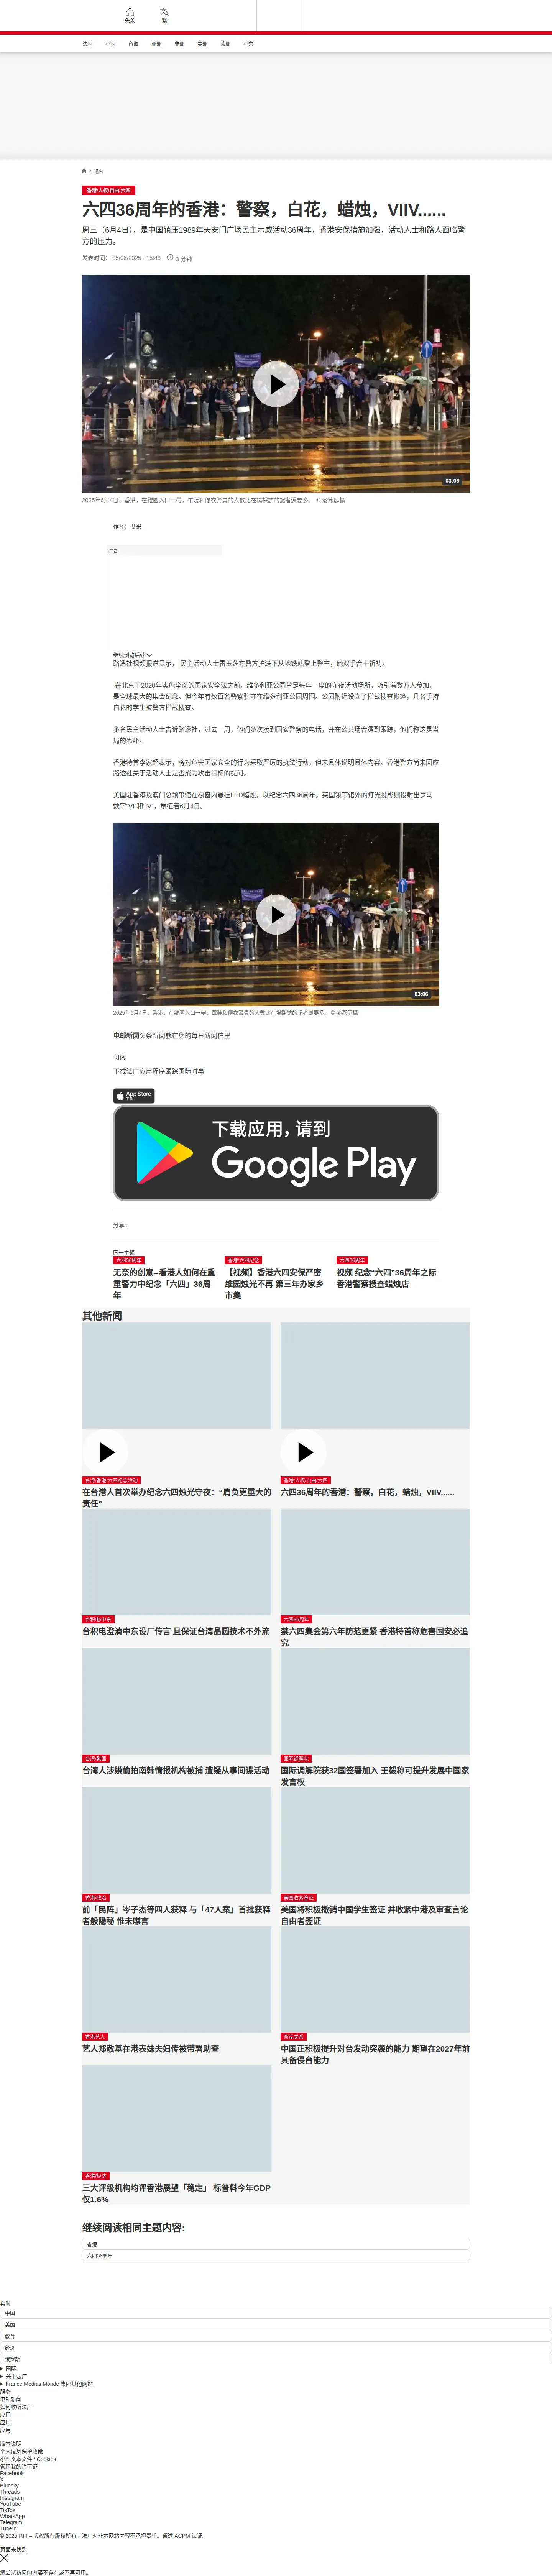 头条
繁
法国
中国
台海
亚洲
非洲
美洲
欧洲
中东
/ 港台
香港/人权/自由/六四
六四36周年的香港：警察，白花，蜡烛，VIIV......
周三（6月4日），是中国镇压1989年天安门广场民主示威活动36周年，香港安保措施加强，活动人士和路人面临警方的压力。
发表时间： 05/06/2025 - 15:48
3 分钟
03:06
2025年6月4日，香港，在維園入口一帶，軍裝和便衣警員的人數比在場採訪的記者還要多。 © 麥燕庭攝
作者： 艾米
广告
继续浏览后续
路透社视频报道显示， 民主活动人士雷玉莲在警方护送下从地铁站登上警车，她双手合十祈祷。
在北京于2020年实施全面的国家安全法之前，维多利亚公园曾是每年一度的守夜活动场所，吸引着数万人参加，
是全球最大的集会纪念。但今年有数百名警察驻守在维多利亚公园周围。公园附近设立了拦截搜查帐篷，几名手持
白花的学生被警方拦截搜查。
多名民主活动人士告诉路透社，过去一周，他们多次接到国安警察的电话，并在公共场合遭到跟踪，他们称这是当
局的恐吓。
香港特首李家超表示，将对危害国家安全的行为采取严厉的执法行动，但未具体说明具体内容。香港警方尚未回应
路透社关于活动人士是否成为攻击目标的提问。
美国驻香港及澳门总领事馆在橱窗内悬挂LED蜡烛，以纪念六四36周年。英国领事馆外的灯光投影则投射出罗马
数字“VI”和“IV”，象征着6月4日。
03:06
2025年6月4日，香港，在維園入口一帶，軍裝和便衣警員的人數比在場採訪的記者還要多。 © 麥燕庭攝
电邮新闻头条新闻就在您的每日新闻信里
订阅
下载法广应用程序跟踪国际时事
App Store
下载
下载应用，请到
Google Play
分享 :
同一主题
六四36周年
无奈的创意--看港人如何在重
重警力中纪念「六四」36周
年
香港/六四纪念
【视频】香港六四安保严密
维园烛光不再 第三年办家乡
市集
六四36周年
视频 纪念“六四”36周年之际
香港警察搜查蜡烛店
其他新闻
台湾/香港/六四纪念活动
在台港人首次举办纪念六四烛光守夜：“肩负更重大的
责任”
香港/人权/自由/六四
六四36周年的香港：警察，白花，蜡烛，VIIV......
台积电/中东
台积电澄清中东设厂传言 且保证台湾晶圆技术不外流
六四36周年
禁六四集会第六年防范更紧 香港特首称危害国安必追
究
台湾/韩国
台湾人涉嫌偷拍南韩情报机构被捕 遭疑从事间谍活动
国际调解院
国际调解院获32国签署加入 王毅称可提升发展中国家
发言权
香港/政治
前「民阵」岑子杰等四人获释 与「47人案」首批获释
者般隐秘 惟未噤言
美国收紧签证
美国将积极撤销中国学生签证 并收紧中港及审查言论
自由者签证
香港艺人
艺人郑敬基在港表妹夫妇传被带署助查
两岸关系
中国正积极提升对台发动突袭的能力 期望在2027年前
具备侵台能力
香港/经济
三大评级机构均评香港展望「稳定」 标普料今年GDP
仅1.6%
继续阅读相同主题内容:
香港
六四36周年
实时
中国
美国
教育
经济
俄罗斯
国际
关于法广
France Médias Monde 集团其他网站
服务
电邮新闻
如何收听法广
应用
应用
应用
版本说明
个人信息保护政策
小型文本文件 / Cookies
管理我的许可证
Facebook
X
Bluesky
Threads
Instagram
YouTube
TikTok
WhatsApp
Telegram
TuneIn
© 2025 RFI – 版权所有版权所有。法广对非本网站内容不承担责任。通过 ACPM 认证。
页面未找到
您尝试访问的内容不存在或不再可用。